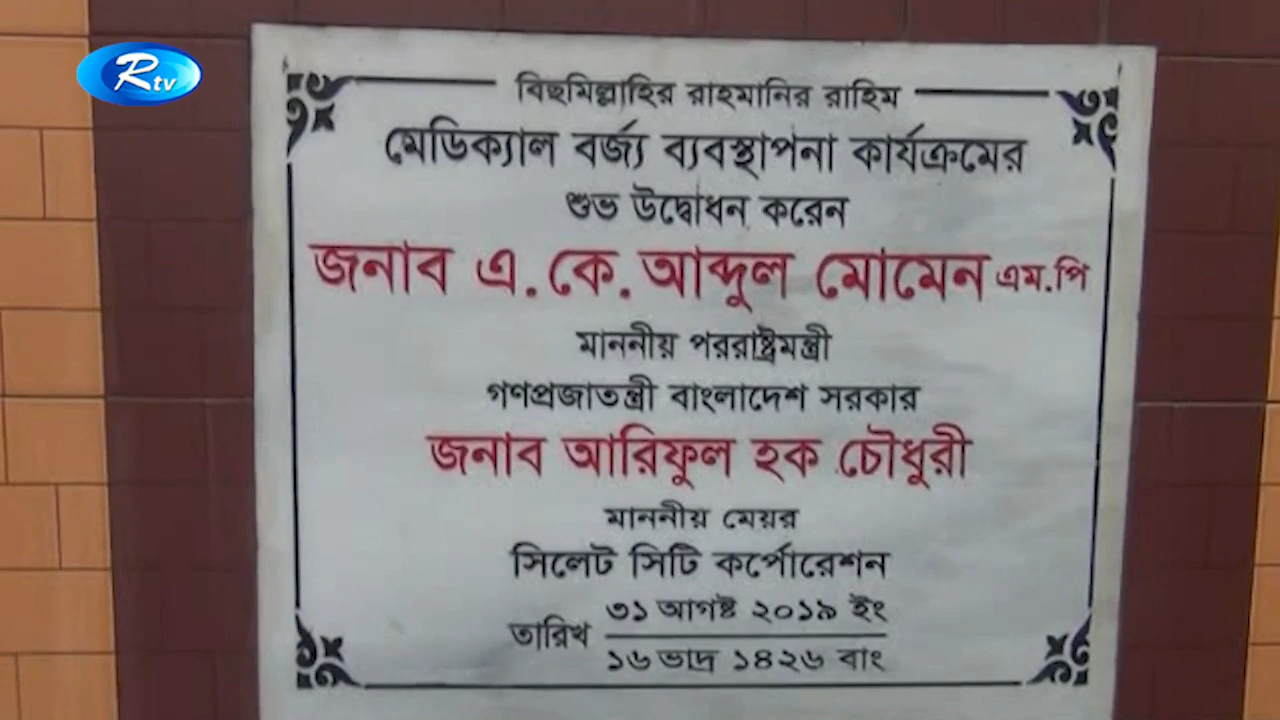 Rtv
বিছমিল্লাহির রাহমানির রাহিম
মেডিক্যাল বর্জ্য ব্যবস্থাপনা কার্যক্রমের
শুভ উদ্বোধন করেন
জনাব এ. কে. আব্দুল মোমেন এম.পি
মাননীয় পররাষ্ট্রমন্ত্রী
গণপ্রজাতন্ত্রী বাংলাদেশ সরকার
জনাব আরিফুল হক চৌধুরী
মাননীয় মেয়র
সিলেট সিটি কর্পোরেশন
তারিখ ৩১ আগষ্ট ২০১৯ ইং
১৬ ভাদ্র ১৪২৬ বাং